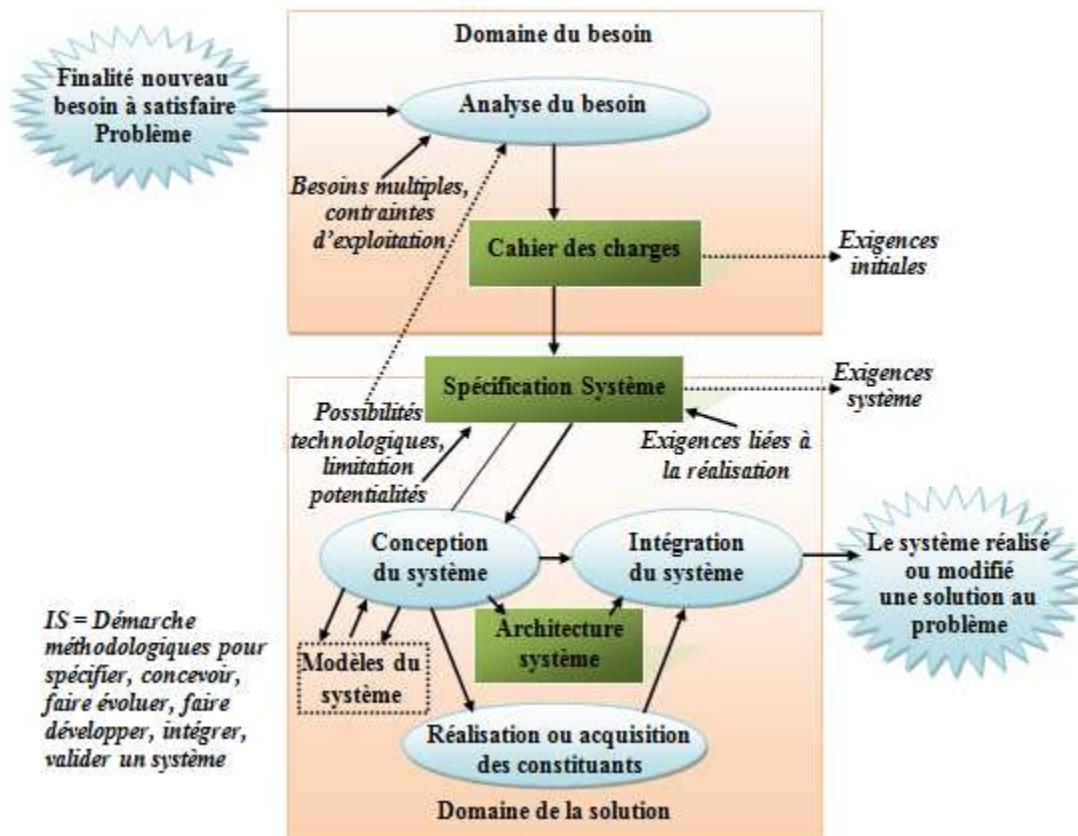 Domaine du besoin
Finalité nouveau
besoin à satisfaire
Problème
Analyse du besoin
Besoins multiples,
contraintes
d'exploitation
Cahier des charges
Exigences
initiales
Spécification Système
Exigences
système
Possibilités
technologiques,
limitation
potentialités
Exigences liées à
la réalisation
Conception
du système
Intégration
du système
Le système réalisé
ou modifié
une solution au
problème
IS = Démarche
méthodologiques pour
spécifier, concevoir,
faire évoluer, faire
développer, intégrer,
valider un système
Modèles du
système
Architecture
système
Réalisation ou acquisition
des constituants
Domaine de la solution